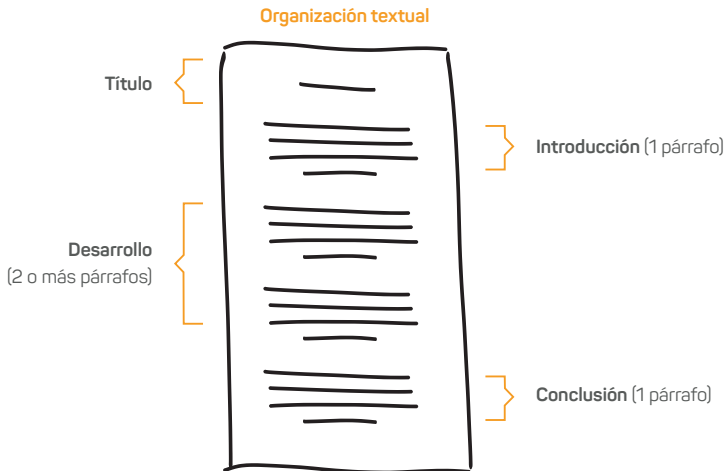 Organización textual
Título
Introducción (1 párrafo)
Desarrollo
(2 o más párrafos)
Conclusión (1 párrafo)